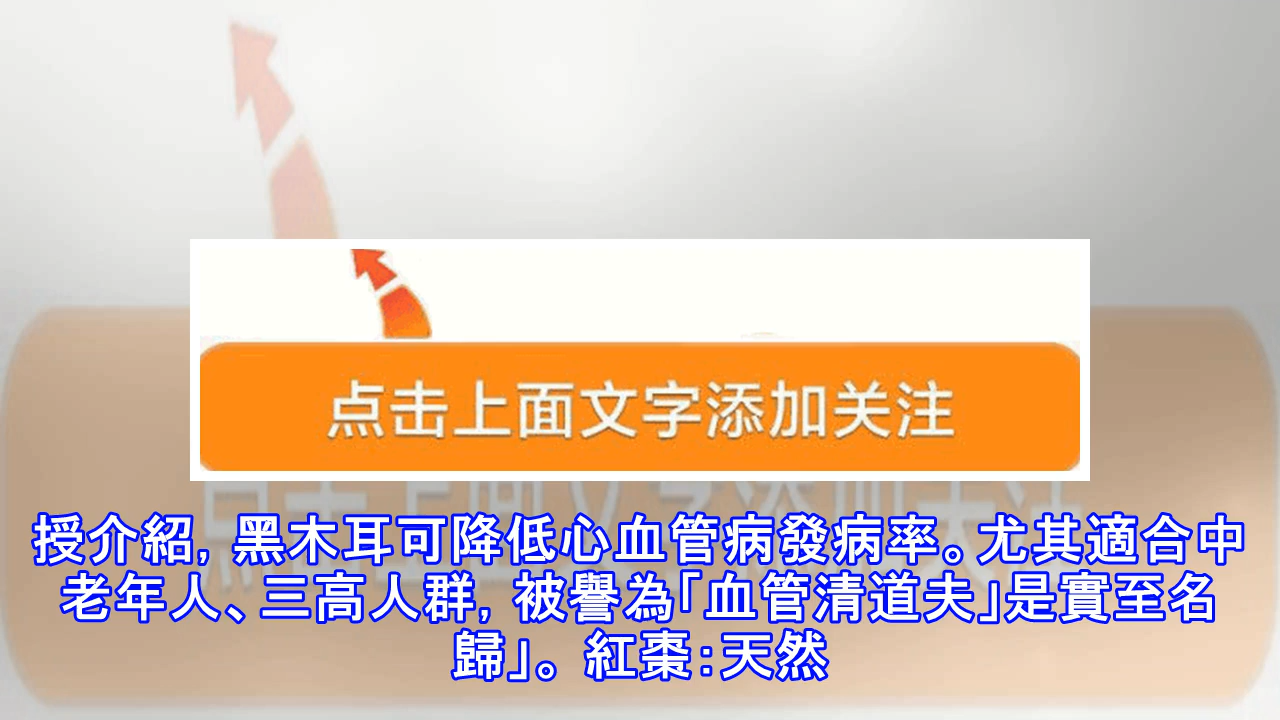 点击上面文字添加关注
授介紹, 黑木耳可降低心血管病發病率。尤其適合中
老年人、三高人群, 被譽為「血管清道夫」是實至名
歸」。 紅棗:天然